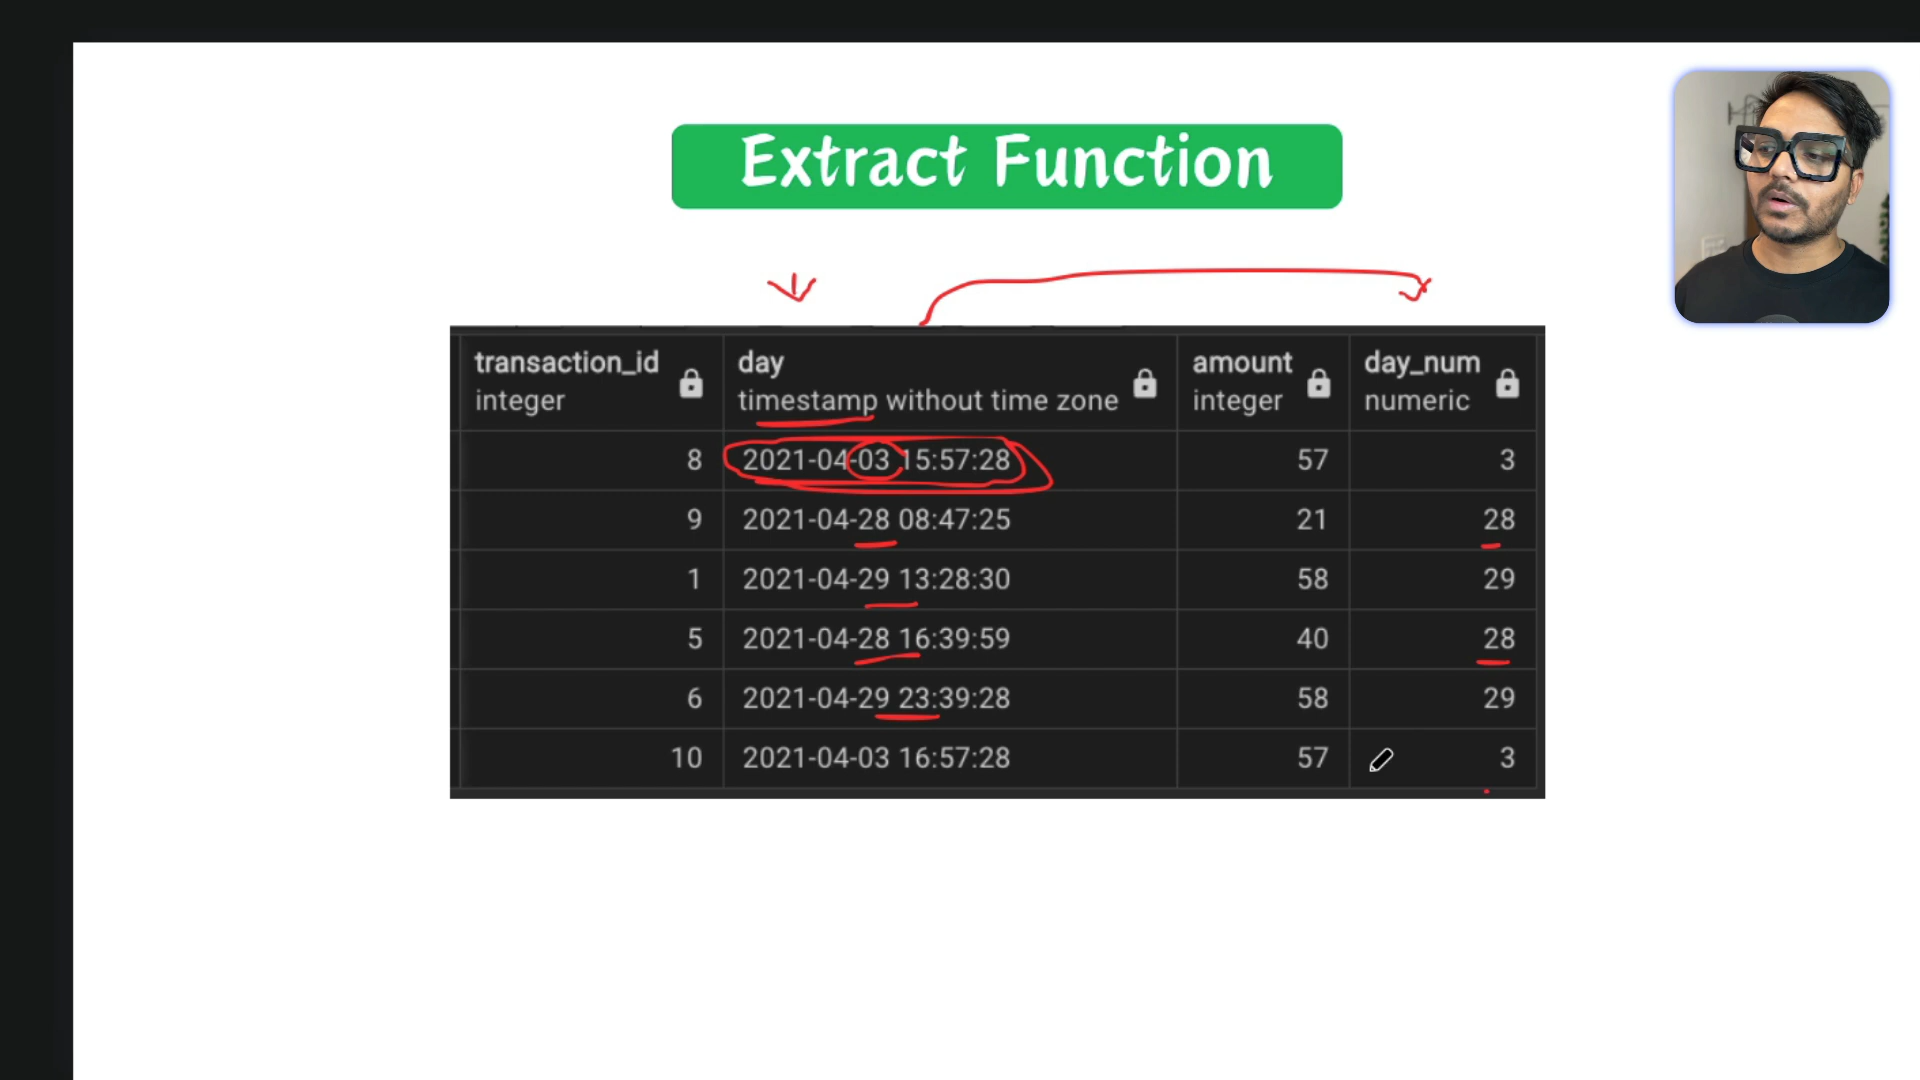 Extract Function
transaction_id day amount day_num
integer timestamp without time zone integer numeric
8 2021-04-03 15:57:28 57 3
9 2021-04-28 08:47:25 21 28
1 2021-04-29 13:28:30 58 29
5 2021-04-28 16:39:59 40 28
6 2021-04-29 23:39:28 58 29
10 2021-04-03 16:57:28 57 3